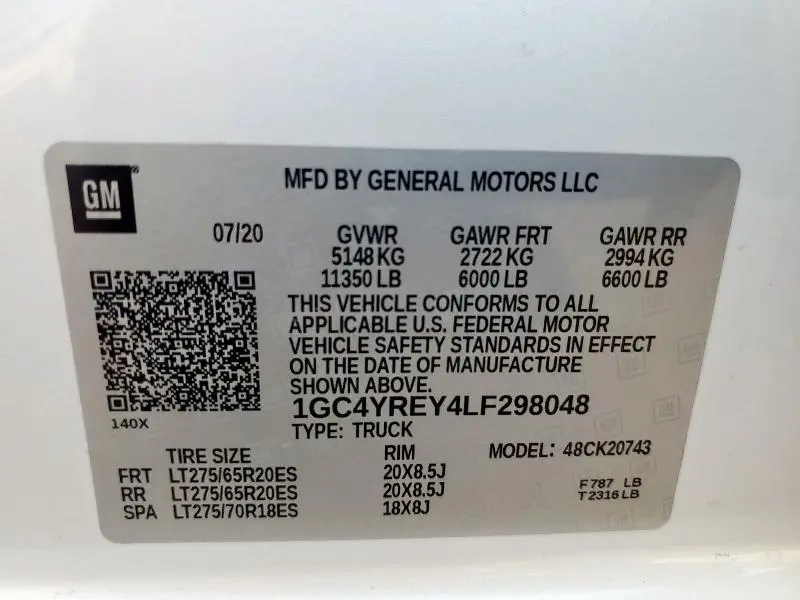 GM
MFD BY GENERAL MOTORS LLC
07/20 GVWR GAWR FRT GAWR RR
5148 KG 2722 KG 2994 KG
11350 LB 6000 LB 6600 LB
THIS VEHICLE CONFORMS TO ALL
APPLICABLE U.S. FEDERAL MOTOR
VEHICLE SAFETY STANDARDS IN EFFECT
ON THE DATE OF MANUFACTURE
SHOWN ABOVE.
1GC4YREY4LF298048
140X
TYPE: TRUCK
TIRE SIZE RIM MODEL: 48CK20743
FRT LT275/65R20ES 20X8.5J
RR LT275/65R20ES 20X8.5J
SPA LT275/70R18ES 18X8J
F 787 LB
T 2316 LB